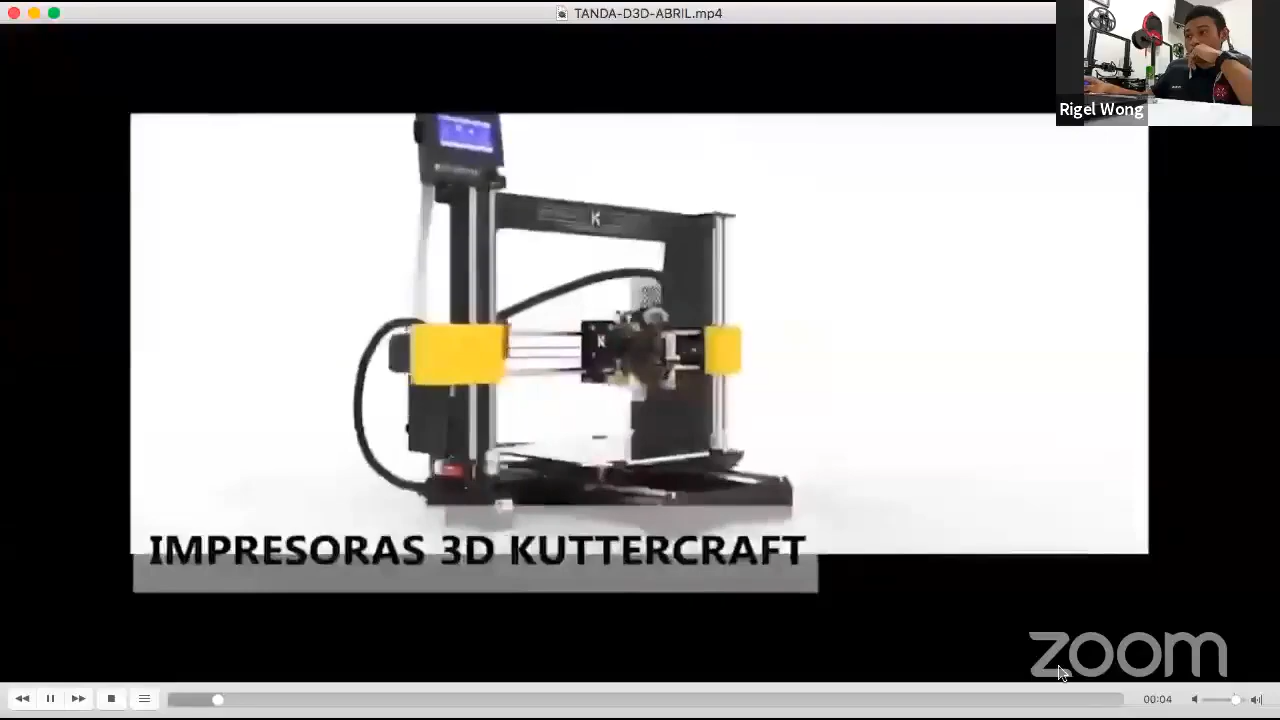 TANDA-D3D-ABRIL.mp4
Rigel Wong
K
K
IMPRESORAS 3D KUTTERCRAFT
zoom
00:04